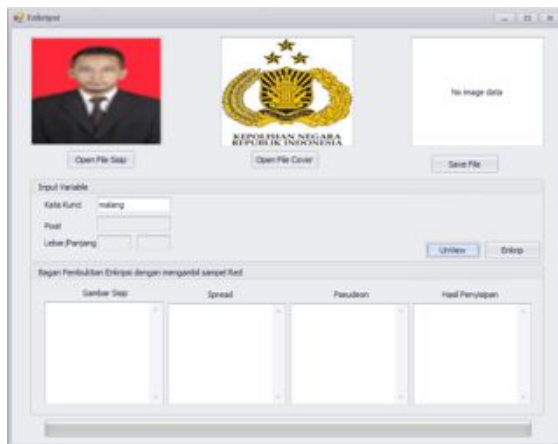 Enkripsi
No image data
KEPOLISIAN NEGARA
REPUBLIK INDONESIA
Open File Sisip
Open File Cover
Save File
Input Variable
Kata Kunci
malang
Pixel
Lebar/Panjang
UnView
Enkrip
Bagan Pembuktian Enkripsi dengan mengambil sampel Red
Gambar Sisip
Spread
Pseudeon
Hasil Penyisipan